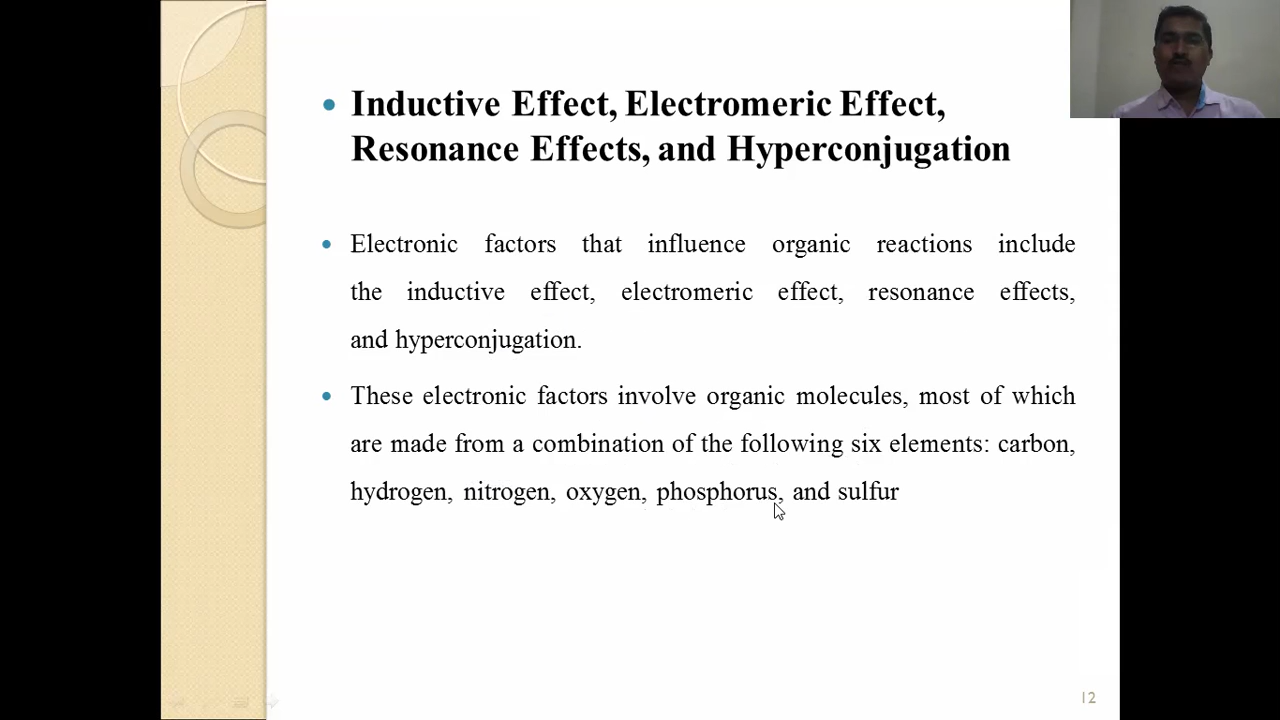 Inductive Effect, Electromeric Effect,
Resonance Effects, and Hyperconjugation
Electronic factors that influence organic reactions include
the inductive effect, electromeric effect, resonance effects,
and hyperconjugation.
These electronic factors involve organic molecules, most of which
are made from a combination of the following six elements: carbon,
hydrogen, nitrogen, oxygen, phosphorus, and sulfur
12